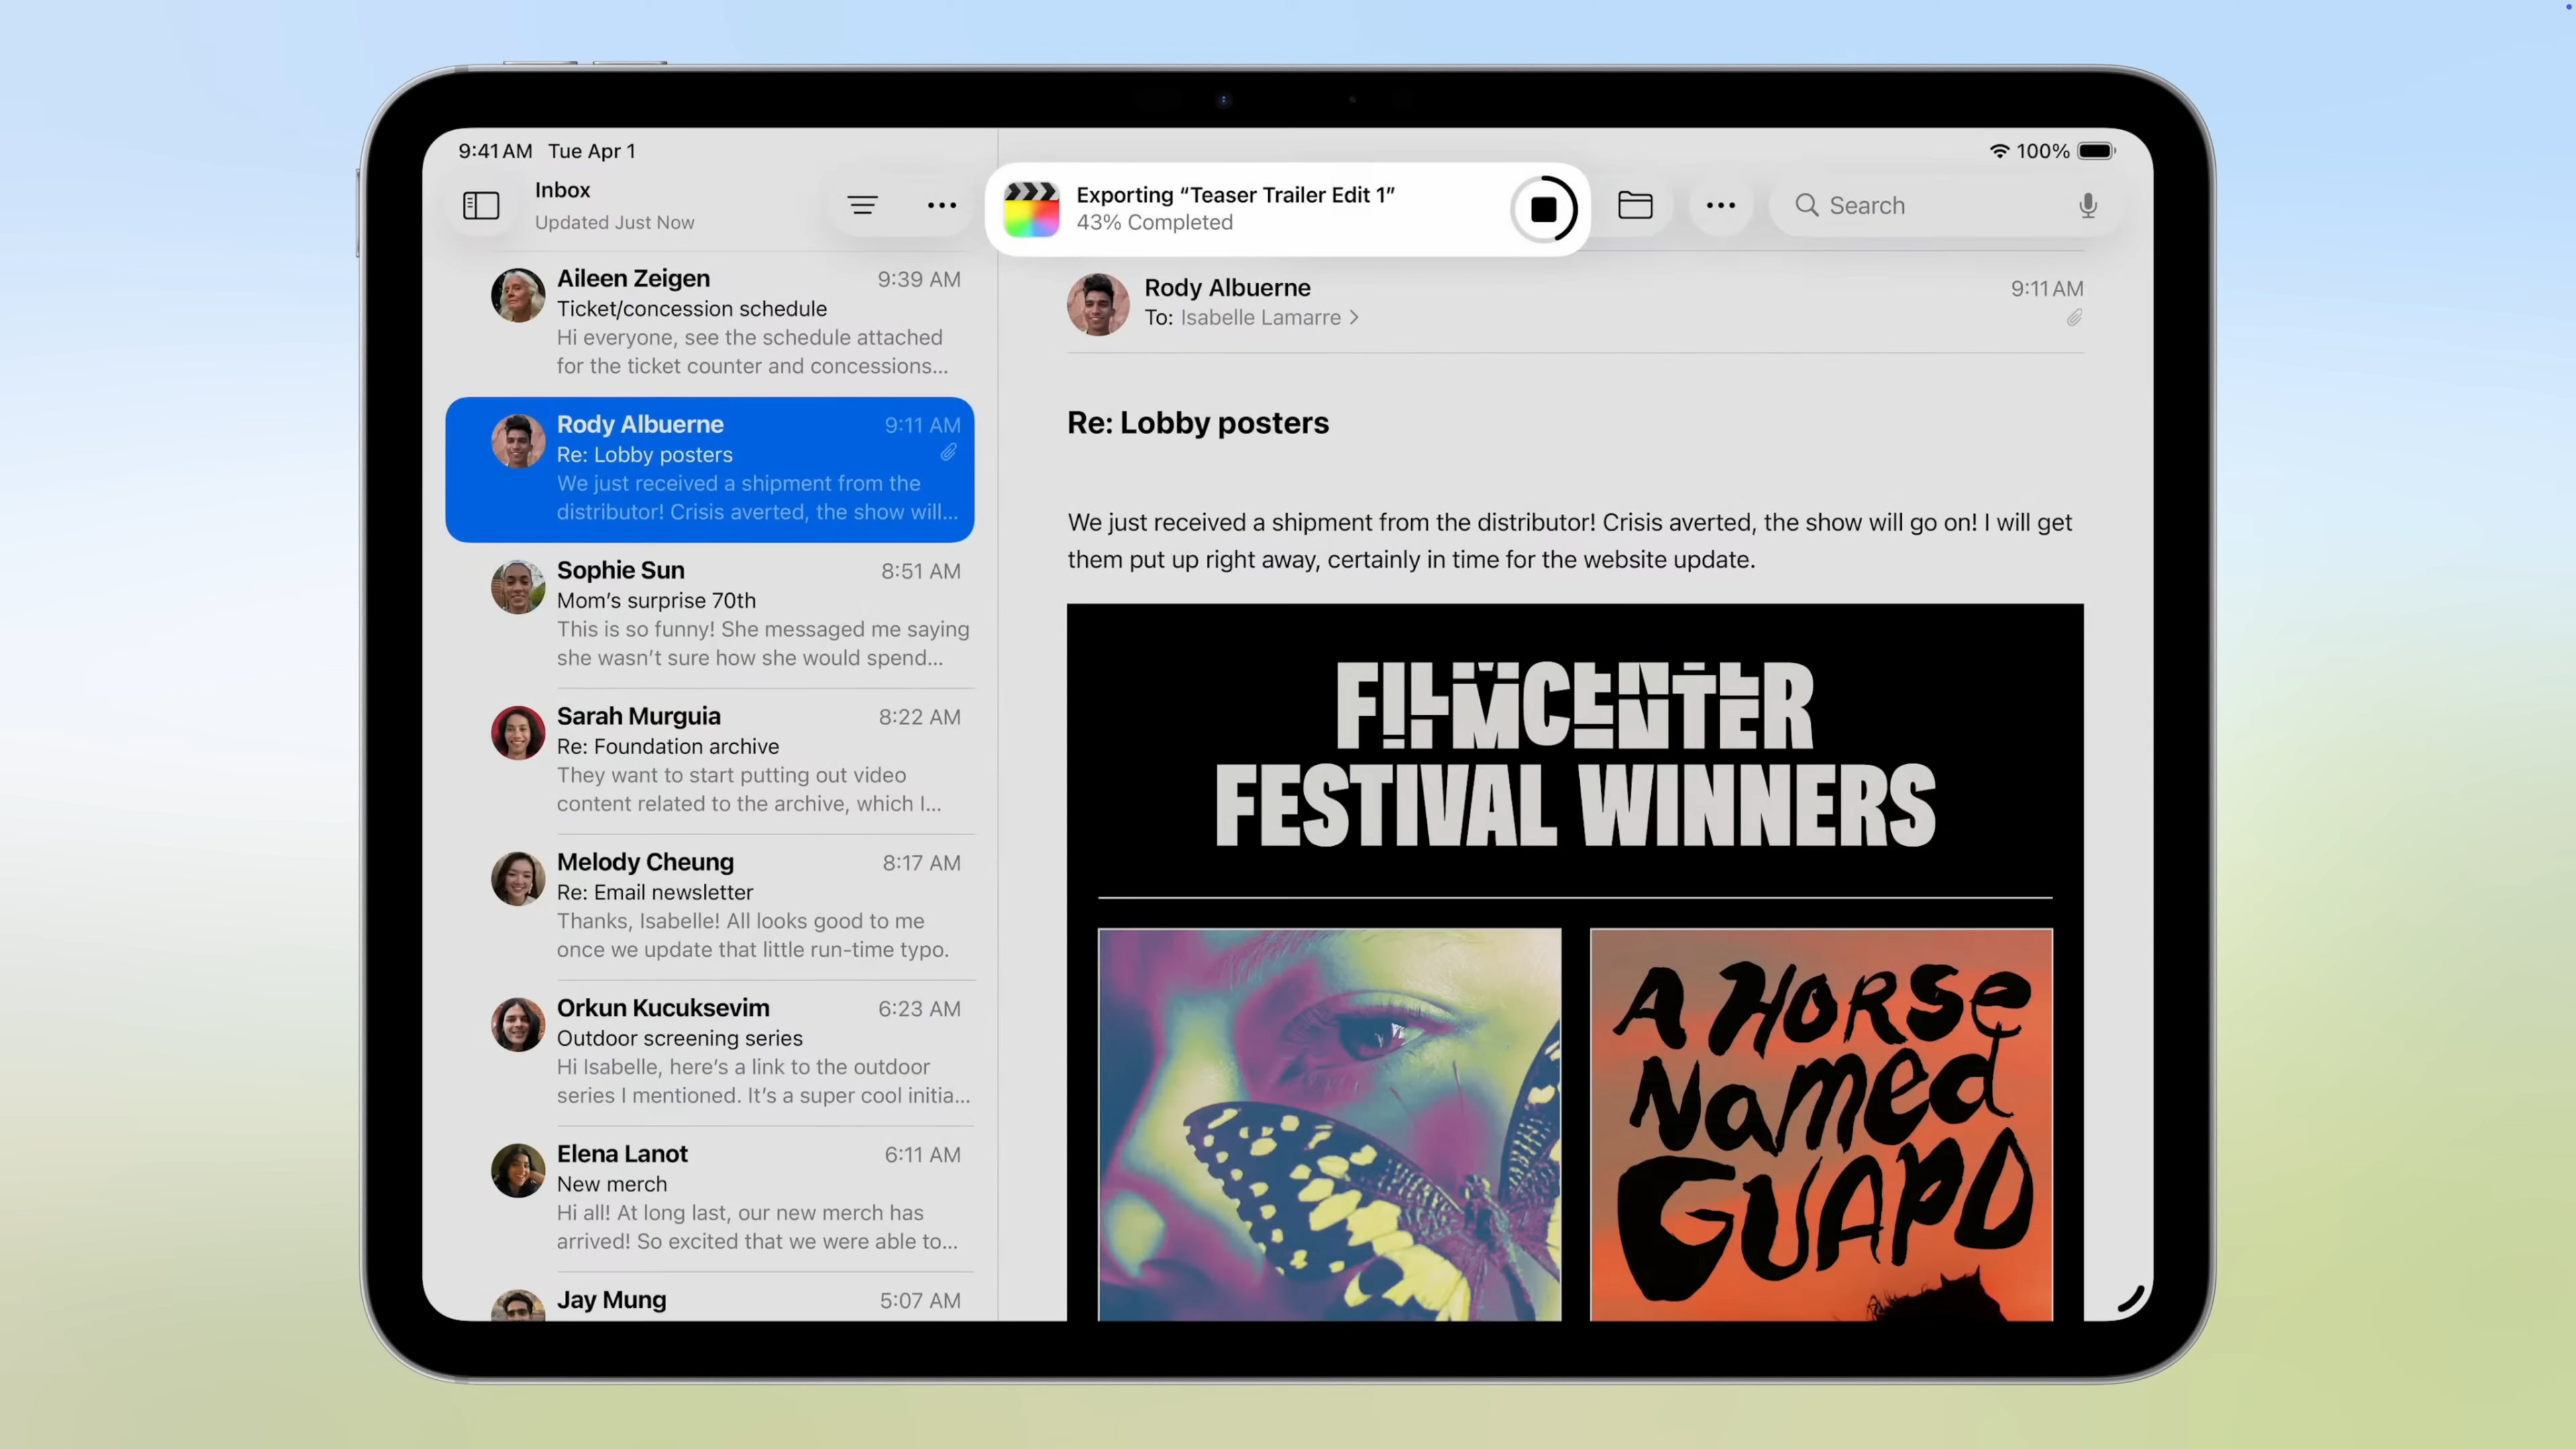 9:41 AM Tue Apr 1
100%
Inbox
Updated Just Now
Exporting “Teaser Trailer Edit 1”
43% Completed
Search
Aileen Zeigen 9:39 AM
Ticket/concession schedule
Hi everyone, see the schedule attached
for the ticket counter and concessions...
Rody Albuerne 9:11 AM
Re: Lobby posters
We just received a shipment from the
distributor! Crisis averted, the show will...
Sophie Sun 8:51 AM
Mom’s surprise 70th
This is so funny! She messaged me saying
she wasn’t sure how she would spend...
Sarah Murguia 8:22 AM
Re: Foundation archive
They want to start putting out video
content related to the archive, which I...
Melody Cheung 8:17 AM
Re: Email newsletter
Thanks, Isabelle! All looks good to me
once we update that little run-time typo.
Orkun Kucuksevim 6:23 AM
Outdoor screening series
Hi Isabelle, here’s a link to the outdoor
series I mentioned. It’s a super cool initia...
Elena Lanot 6:11 AM
New merch
Hi all! At long last, our new merch has
arrived! So excited that we were able to...
Jay Mung 5:07 AM
Rody Albuerne 9:11 AM
To: Isabelle Lamarre >
Re: Lobby posters
We just received a shipment from the distributor! Crisis averted, the show will go on! I will get
them put up right away, certainly in time for the website update.
FILMCENTER
FESTIVAL WINNERS
A HORSe
NameD
GUAPO